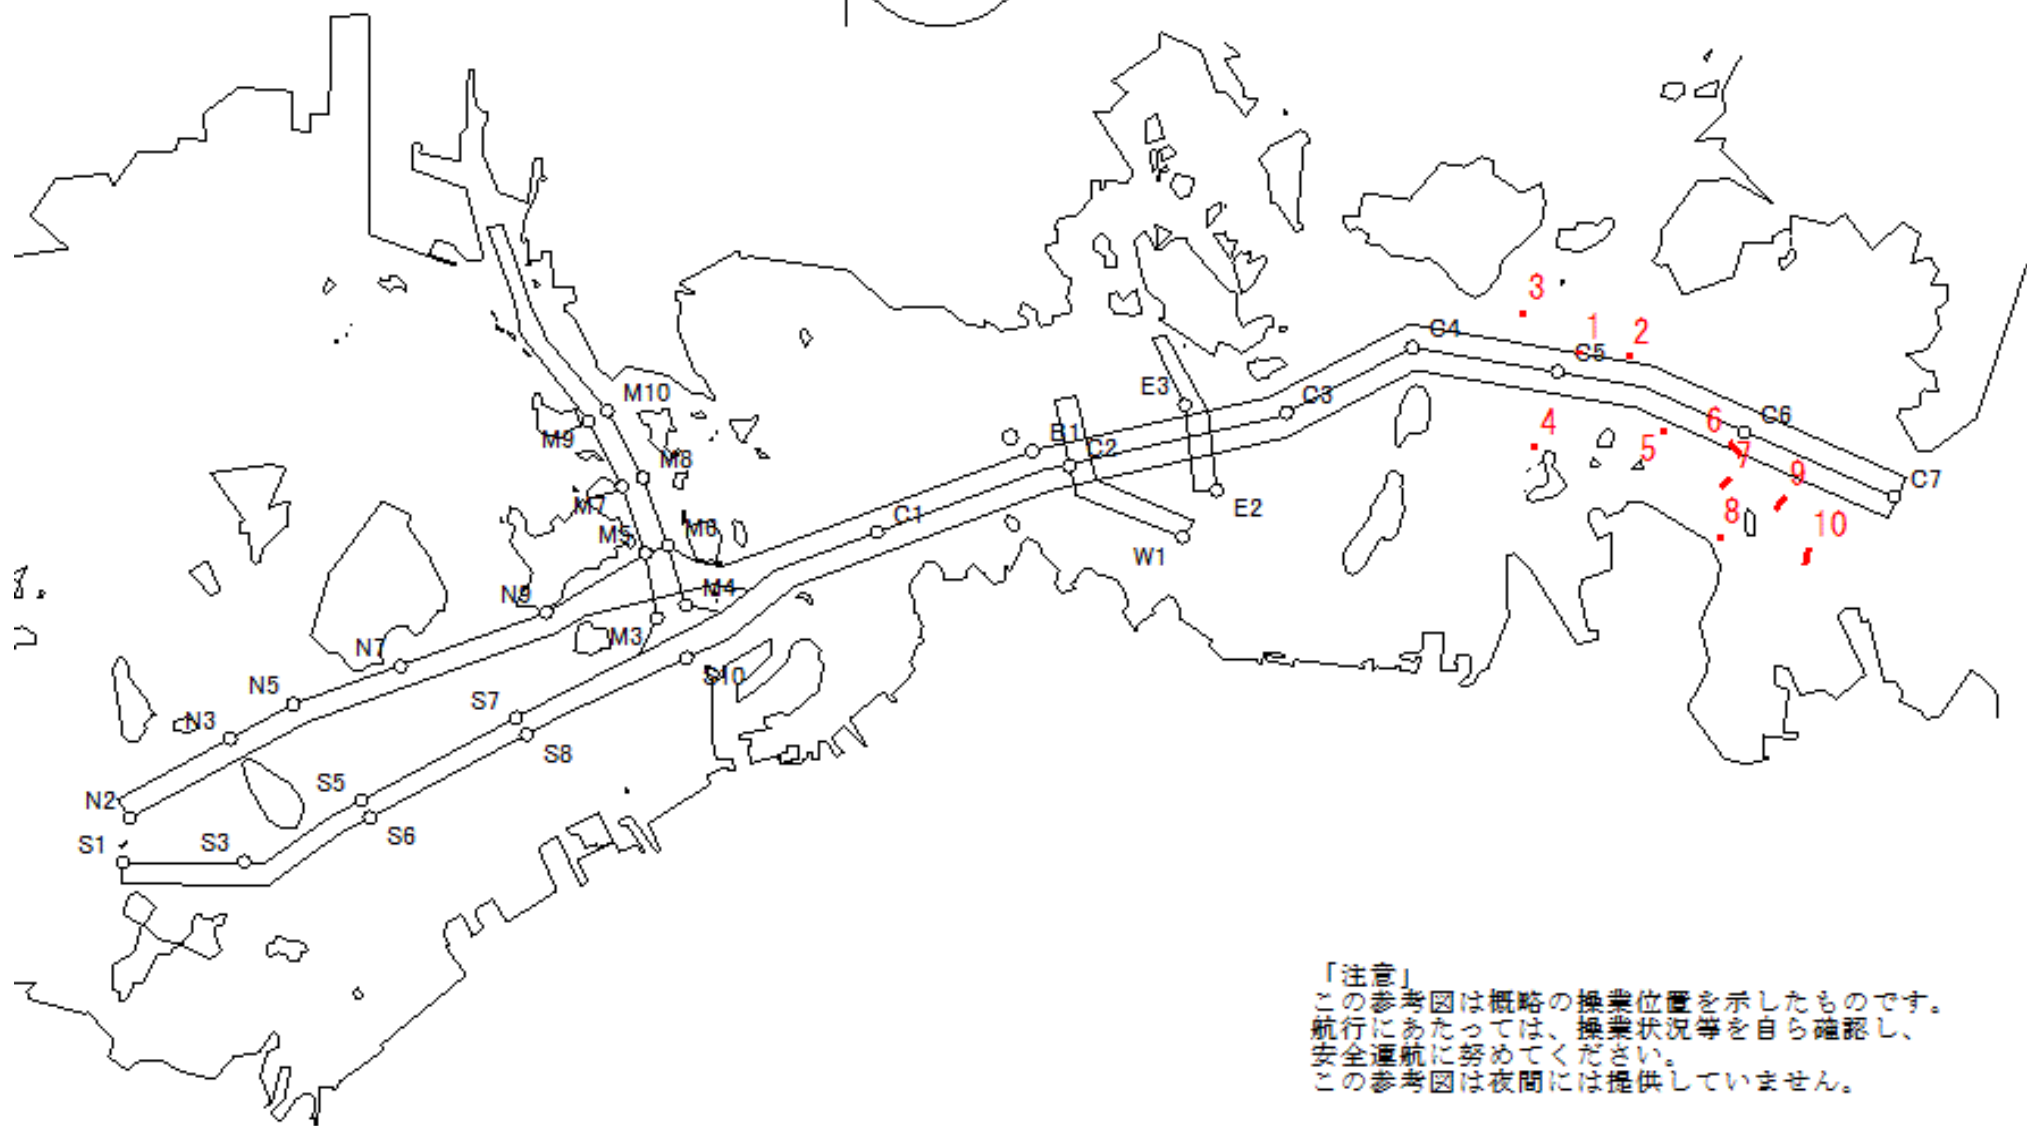 3
1
2
C4
C5
E3
M10
C3
4
6
C6
5
M9
B1
7
C2
M8
9
C7
M7
E2
8
C1
M6
10
M5
W1
N9
M4
M3
N7
S10
N5
S7
N3
S8
S5
N2
S6
S1
S3
「注意」
この参考図は概略の操業位置を示したものです。
航行にあたっては、操業状況等を自ら確認し、
安全運航に努めてください。
この参考図は夜間には提供していません。